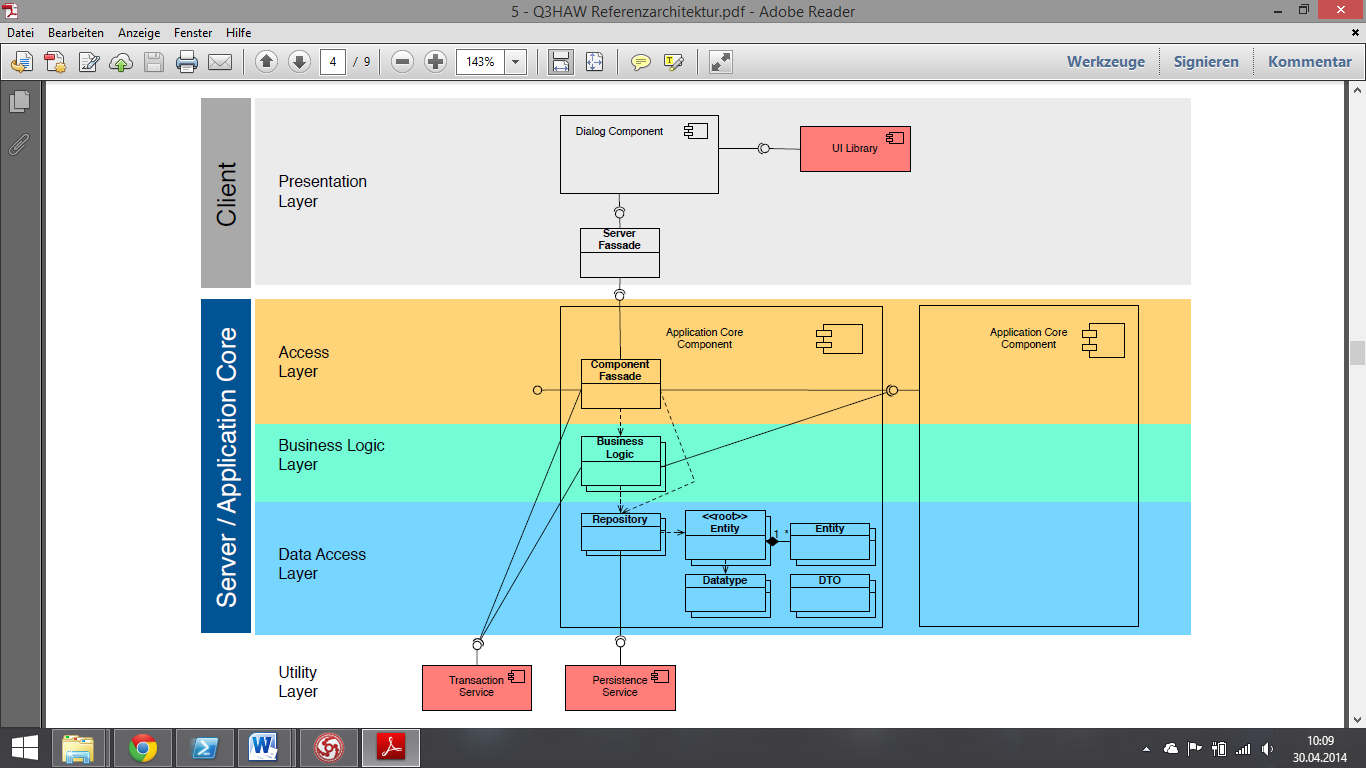 5 - Q3HAW Referenzarchitektur.pdf - Adobe Reader
Datei Bearbeiten Anzeige Fenster Hilfe
4 / 9 143% Werkzeuge Signieren Kommentar
Client
Presentation
Layer
Dialog Component
UI Library
Server
Fassade
Server / Application Core
Access
Layer
Application Core
Component
Application Core
Component
Component
Fassade
Business Logic
Layer
Business
Logic
Data Access
Layer
Repository
<<root>>
Entity
1 *
Entity
Datatype
DTO
Utility
Layer
Transaction
Service
Persistence
Service
10:09
30.04.2014